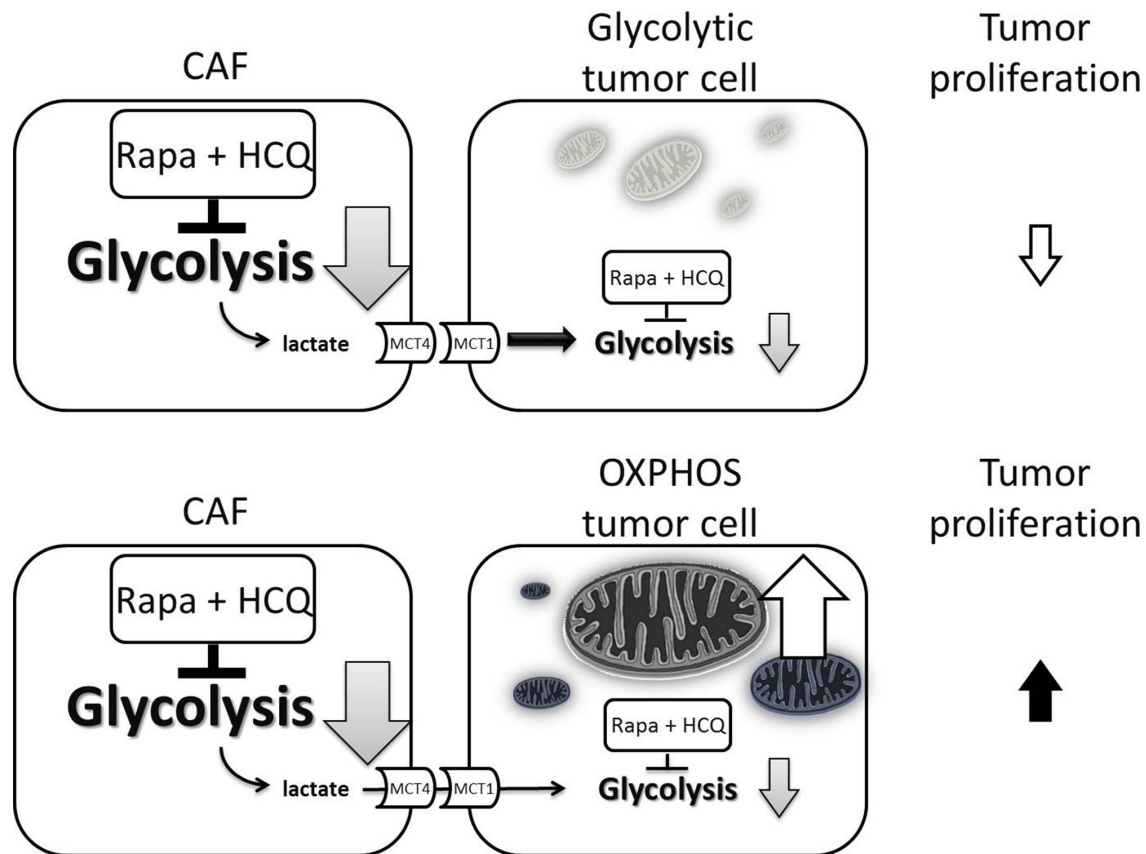 CAF
Glycolytic
tumor cell
Tumor
proliferation
Rapa + HCQ
Glycolysis
lactate
MCT4
MCT1
Rapa + HCQ
Glycolysis
CAF
OXPHOS
tumor cell
Tumor
proliferation
Rapa + HCQ
Glycolysis
lactate
MCT4
MCT1
Rapa + HCQ
Glycolysis